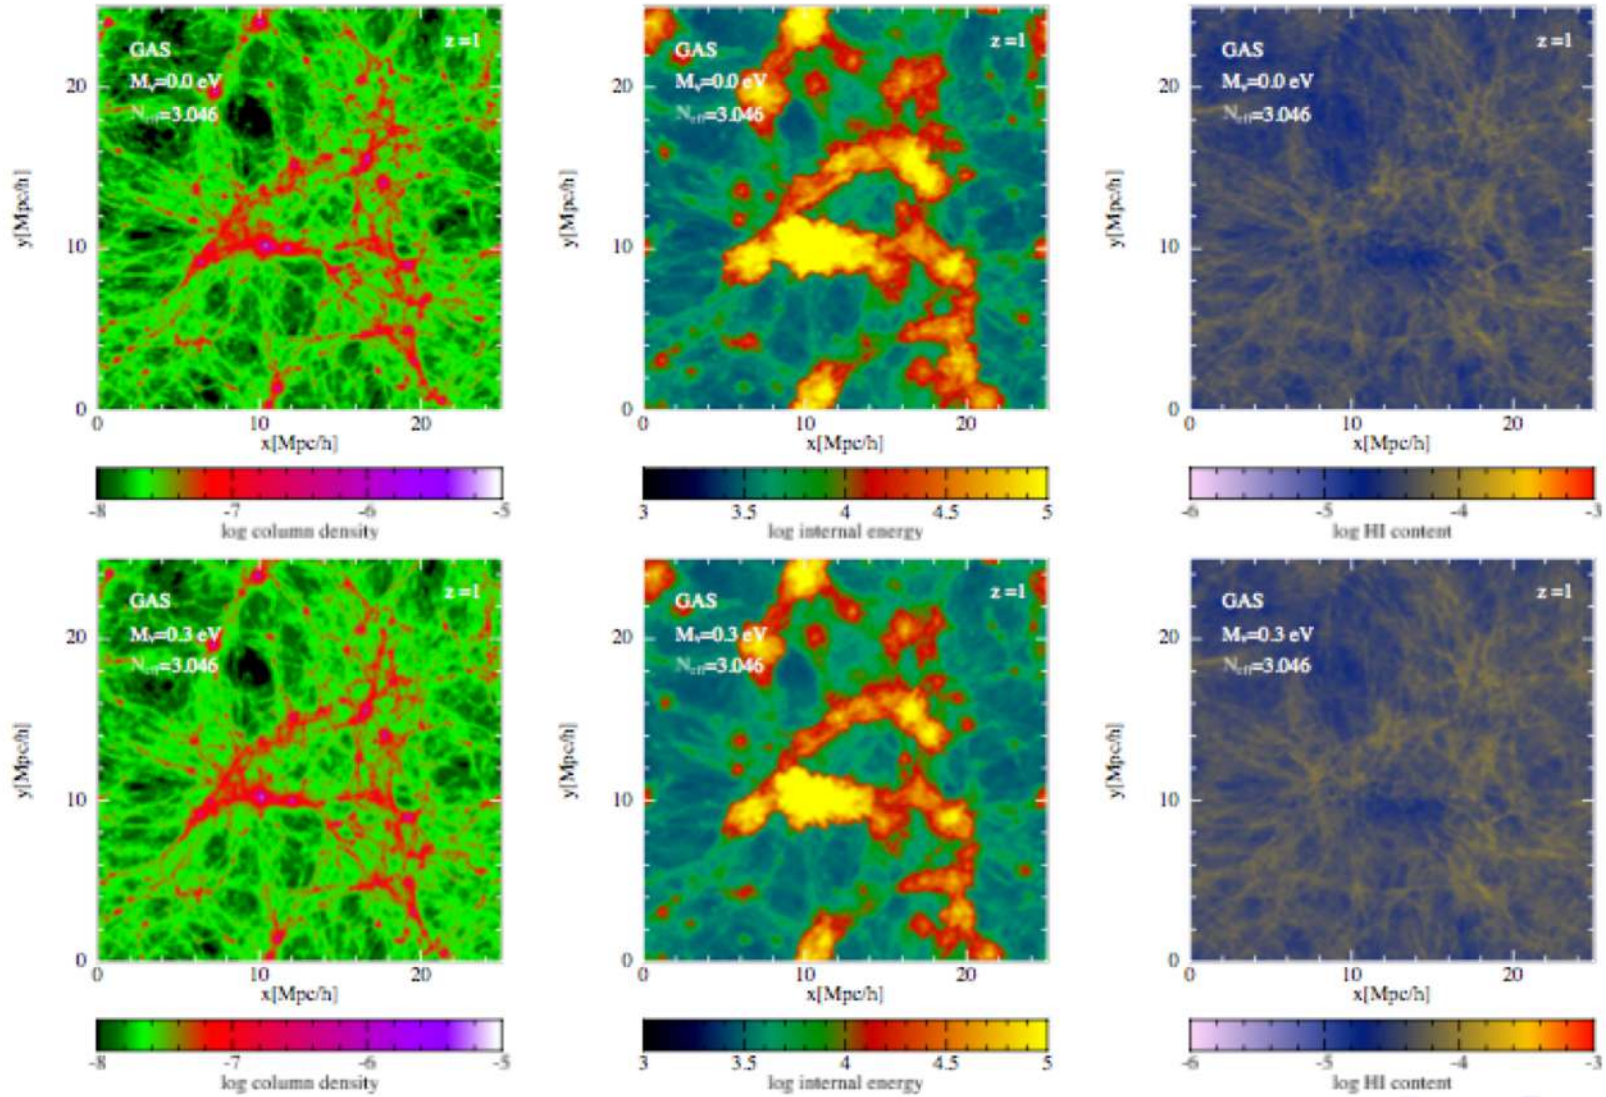 GAS z=1 GAS z=1 GAS z=1
Mν=0.0 eV Mν=0.0 eV Mν=0.0 eV
Neff=3.046 Neff=3.046 Neff=3.046
y[Mpc/h] y[Mpc/h] y[Mpc/h]
20 20 20
10 10 10
0 0 0
0 10 20 0 10 20 10 20
x[Mpc/h] x[Mpc/h] x[Mpc/h]
-8 -7 -6 -5 3 3.5 4 4.5 5 -6 -5 -4 -3
log column density log internal energy log HI content
GAS z=1 GAS z=1 GAS z=1
Mν=0.3 eV Mν=0.3 eV Mν=0.3 eV
Neff=3.046 Neff=3.046 Neff=3.046
y[Mpc/h] y[Mpc/h] y[Mpc/h]
20 20 20
10 10 10
0 0 0
0 10 20 0 10 20 10 20
x[Mpc/h] x[Mpc/h] x[Mpc/h]
-8 -7 -6 -5 3 3.5 4 4.5 5 -6 -5 -4 -3
log column density log internal energy log HI content